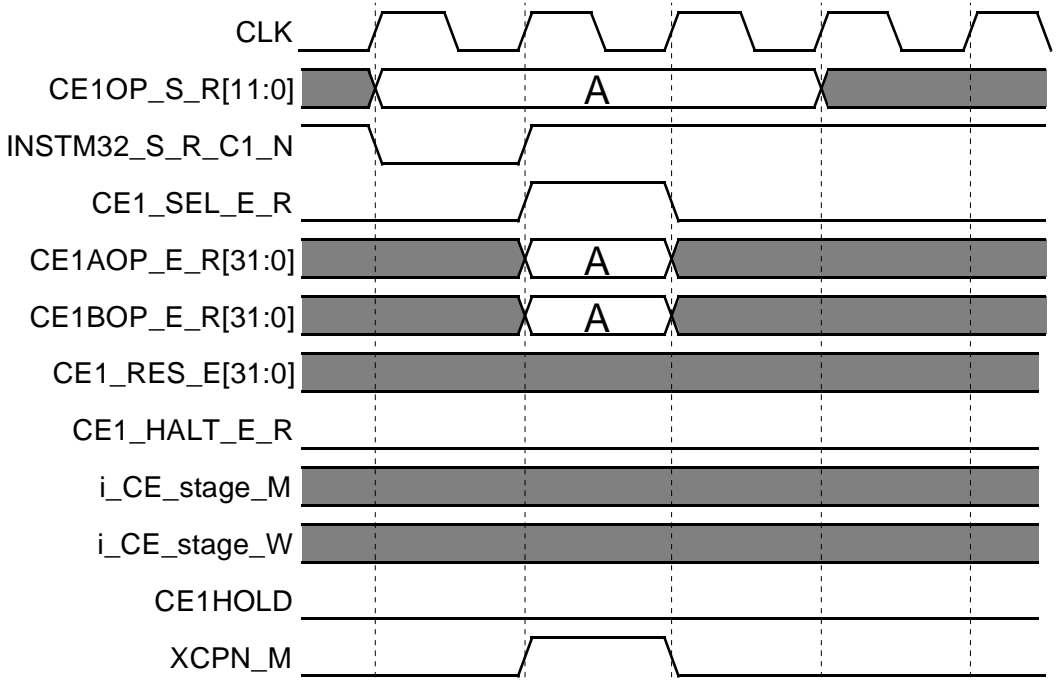 CLK
CE1OP_S_R[11:0] A
INSTM32_S_R_C1_N
CE1_SEL_E_R
CE1AOP_E_R[31:0] A
CE1BOP_E_R[31:0] A
CE1_RES_E[31:0]
CE1_HALT_E_R
i_CE_stage_M
i_CE_stage_W
CE1HOLD
XCPN_M